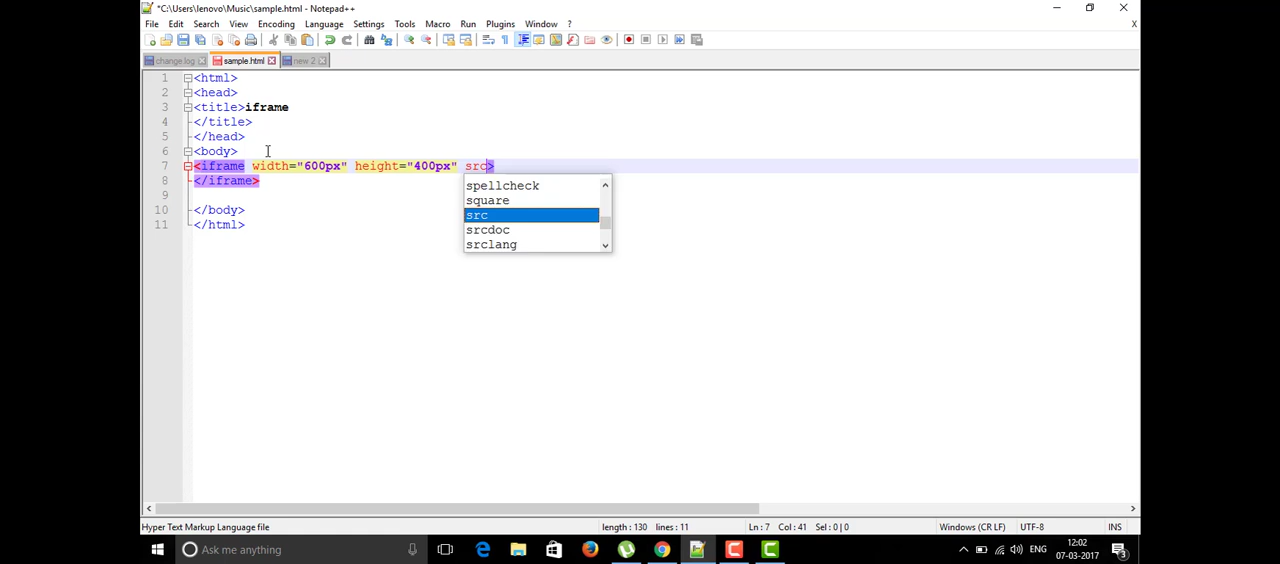 *C:\Users\lenovo\Music\sample.html - Notepad++
File Edit Search View Encoding Language Settings Tools Macro Run Plugins Window ? X
change.log sample.html new 2
1 <html>
2 <head>
3 <title>iframe
4 </title>
5 </head>
6 <body>
7 <iframe width="600px" height="400px" src>
8 </iframe>
spellcheck
square
src
srcdoc
srclang
9
10 </body>
11 </html>
Hyper Text Markup Language file length : 130 lines : 11 Ln : 7 Col : 41 Sel : 0 | 0 Windows (CR LF) UTF-8 INS
Ask me anything ENG 12:02
07-03-2017 3